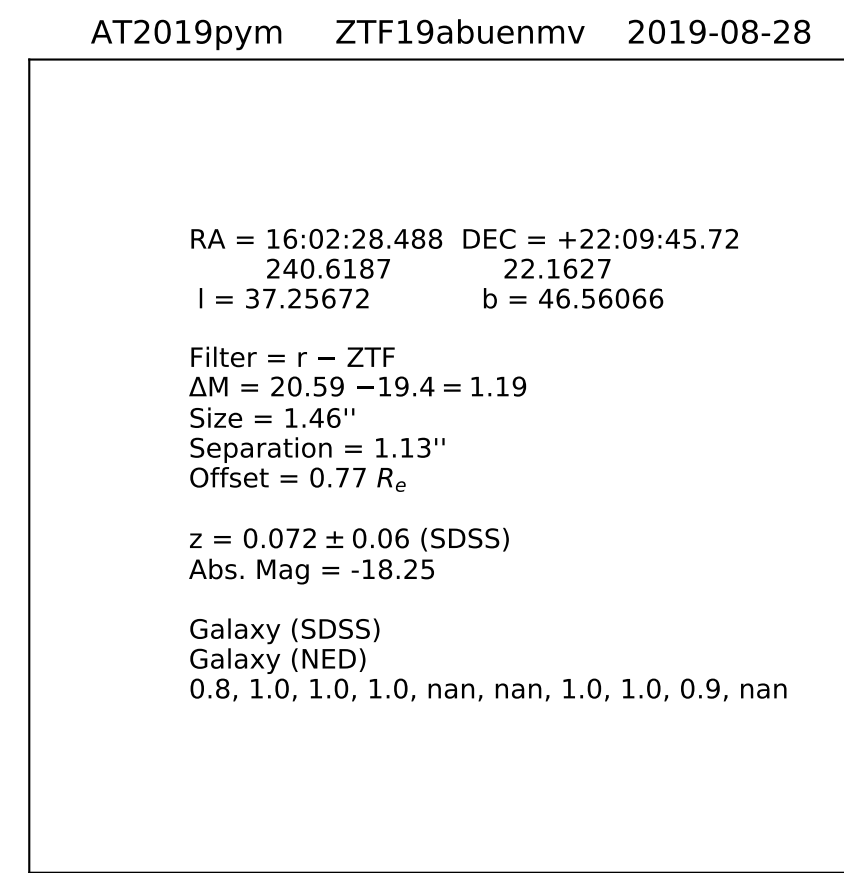 AT2019pym ZTF19abuenmv 2019-08-28
RA = 16:02:28.488 DEC = +22:09:45.72
240.6187 22.1627
l = 37.25672 b = 46.56066
Filter = r − ZTF
ΔM = 20.59 −19.4 = 1.19
Size = 1.46''
Separation = 1.13''
Offset = 0.77 Rₑ
z = 0.072 ± 0.06 (SDSS)
Abs. Mag = -18.25
Galaxy (SDSS)
Galaxy (NED)
0.8, 1.0, 1.0, 1.0, nan, nan, 1.0, 1.0, 0.9, nan